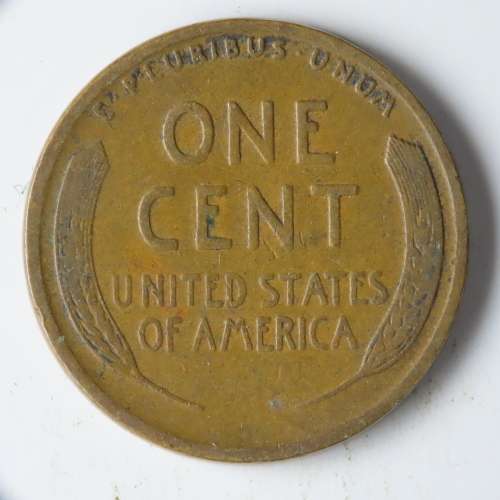 E · PLURIBUS · UNUM
ONE
CENT
UNITED STATES
OF AMERICA